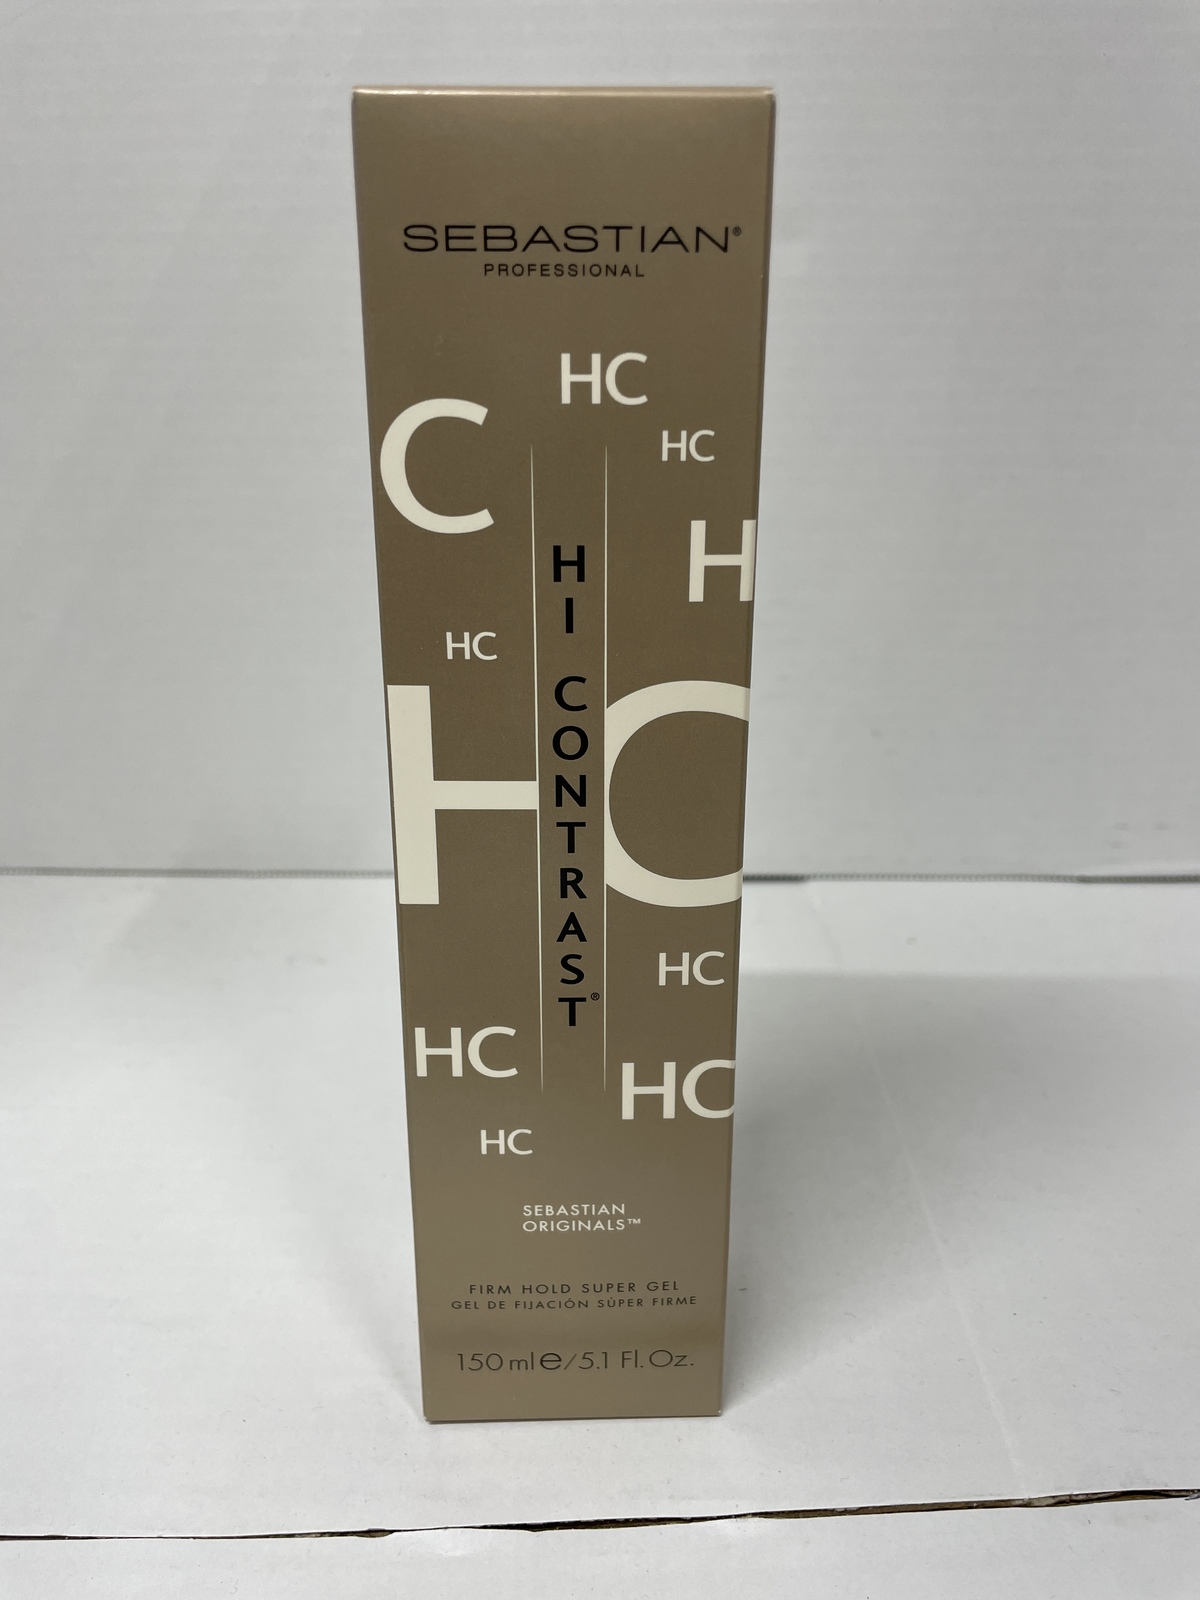 SEBASTIAN®
PROFESSIONAL
HC
C
HC
H
HC
HI CONTRAST®
HC
HC
HC
HC
HC
SEBASTIAN
ORIGINALS™
FIRM HOLD SUPER GEL
GEL DE FIJACIÓN SÚPER FIRME
150 ml e/5.1 Fl. Oz.